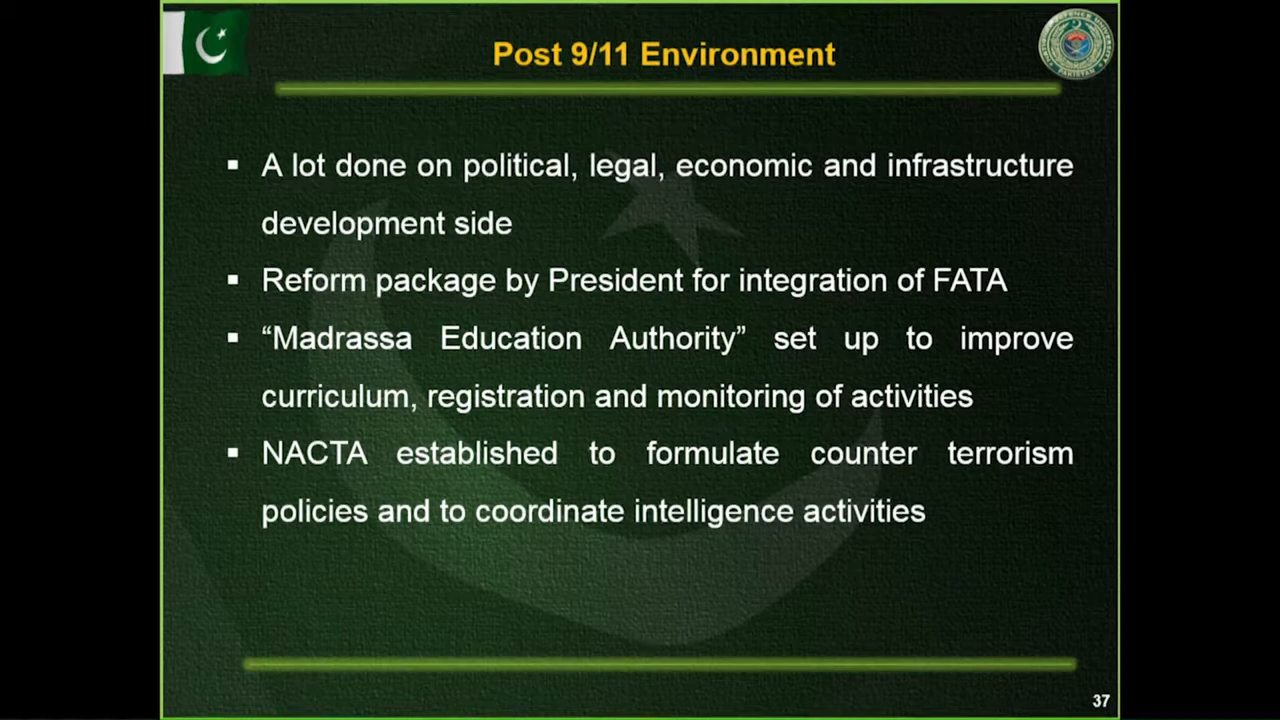 Post 9/11 Environment
▪ A lot done on political, legal, economic and infrastructure
development side
▪ Reform package by President for integration of FATA
▪ “Madrassa Education Authority” set up to improve
curriculum, registration and monitoring of activities
▪ NACTA established to formulate counter terrorism
policies and to coordinate intelligence activities
37